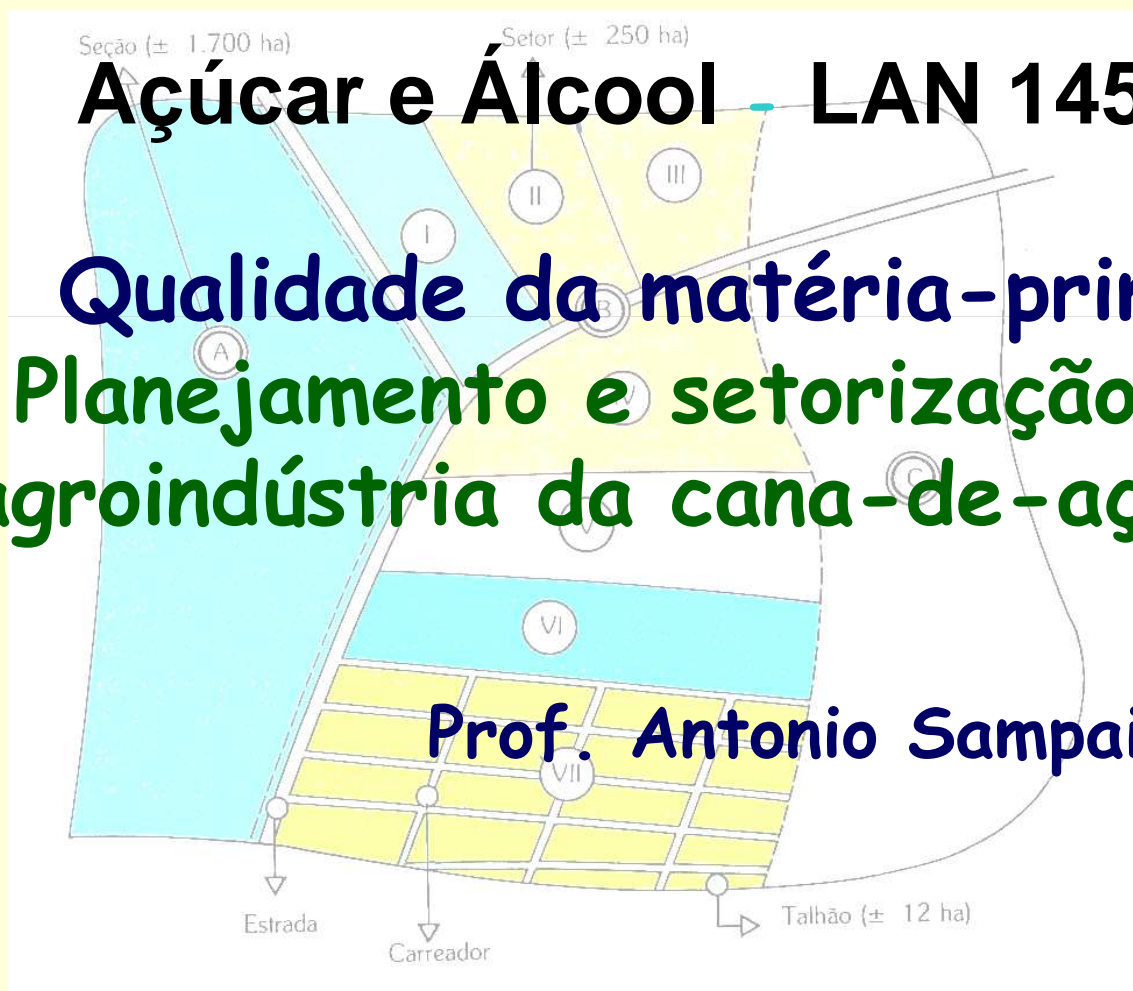 Seção (± 1.700 ha)
Setor (± 250 ha)
Açúcar e Álcool - LAN 145
III
II
I
Qualidade da matéria-prim
B
A
Planejamento e setorização
IV
C
agroindústria da cana-de-aç
V
VI
Prof. Antonio Sampai
VII
Talhão (± 12 ha)
Estrada
Carreador